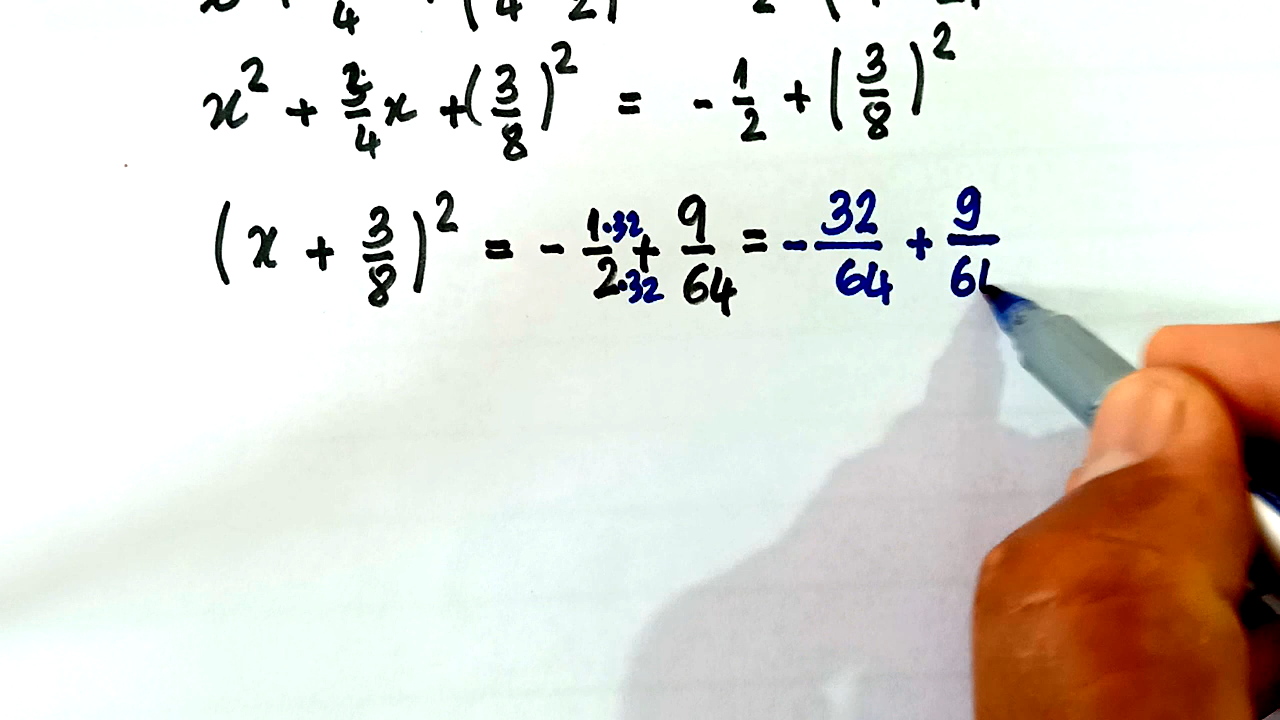 x² + 3/4 x + (3/8)² = - 1/2 + (3/8)²
(x + 3/8)² = - 1·32/2·32 + 9/64 = - 32/64 + 9/64